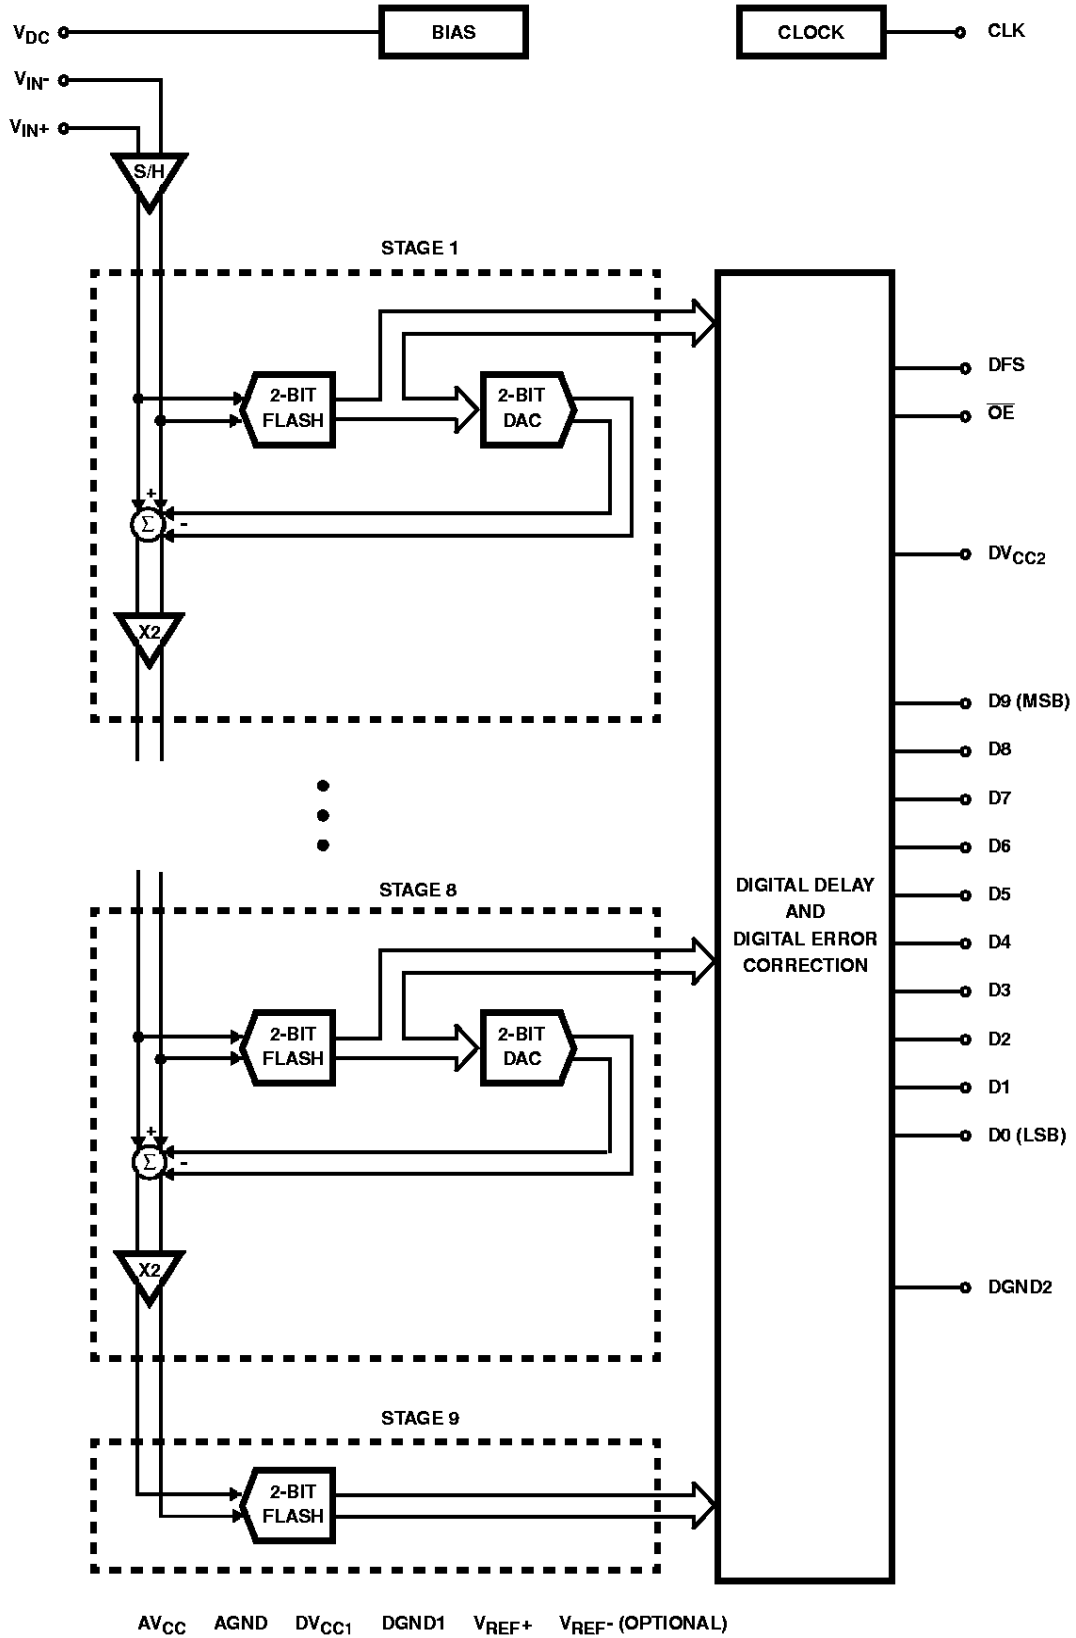 VDC BIAS CLOCK CLK
VIN-
VIN+
S/H
STAGE 1
2-BIT
FLASH
2-BIT
DAC
+
Σ -
X2
STAGE 8
2-BIT
FLASH
2-BIT
DAC
+
Σ -
X2
STAGE 9
2-BIT
FLASH
DIGITAL DELAY
AND
DIGITAL ERROR
CORRECTION
DFS
O̅E̅
DVCC2
D9 (MSB)
D8
D7
D6
D5
D4
D3
D2
D1
D0 (LSB)
DGND2
AVCC AGND DVCC1 DGND1 VREF+ VREF- (OPTIONAL)